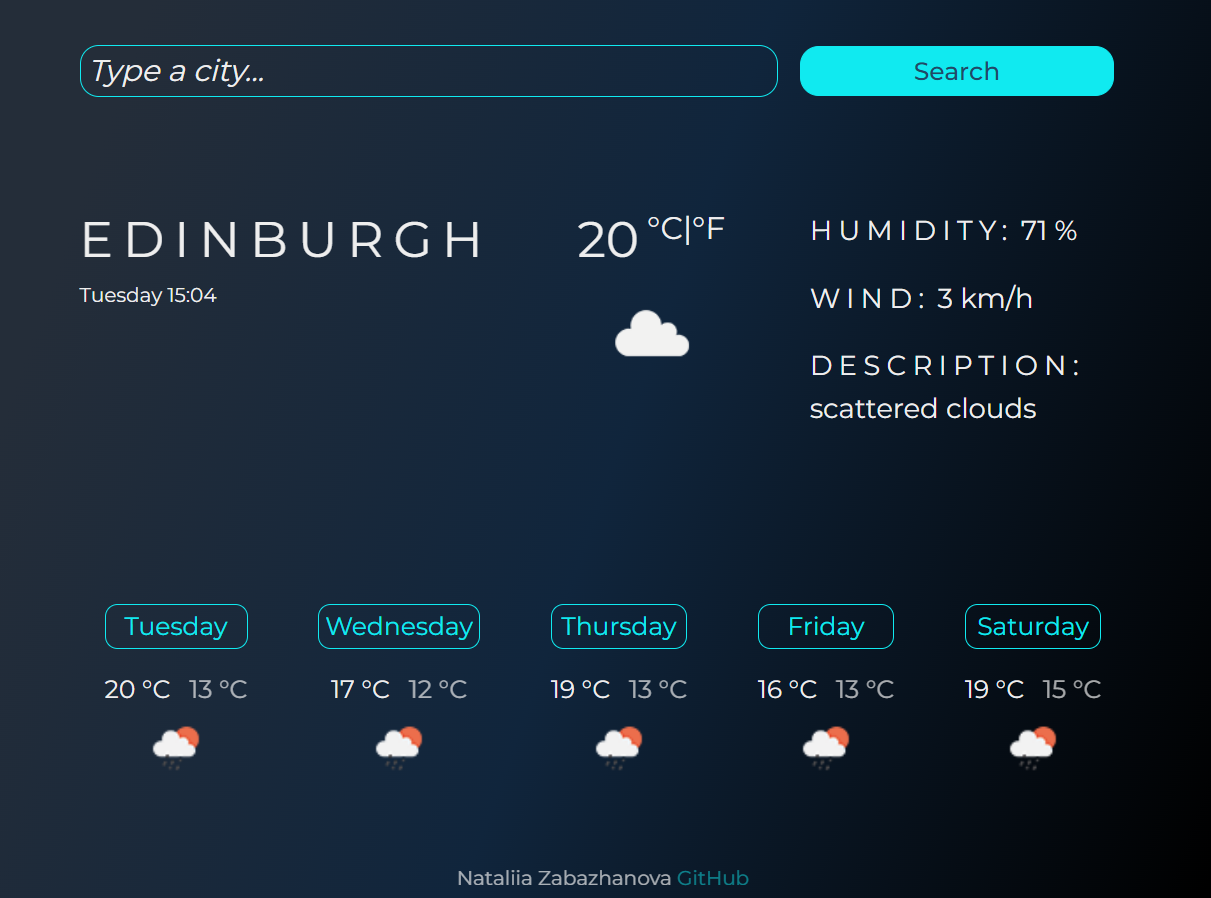 Type a city...
Search
EDINBURGH
Tuesday 15:04
20 °C|°F
HUMIDITY: 71 %
WIND: 3 km/h
DESCRIPTION:
scattered clouds
Tuesday Wednesday Thursday Friday Saturday
20 °C 13 °C 17 °C 12 °C 19 °C 13 °C 16 °C 13 °C 19 °C 15 °C
Nataliia Zabazhanova GitHub